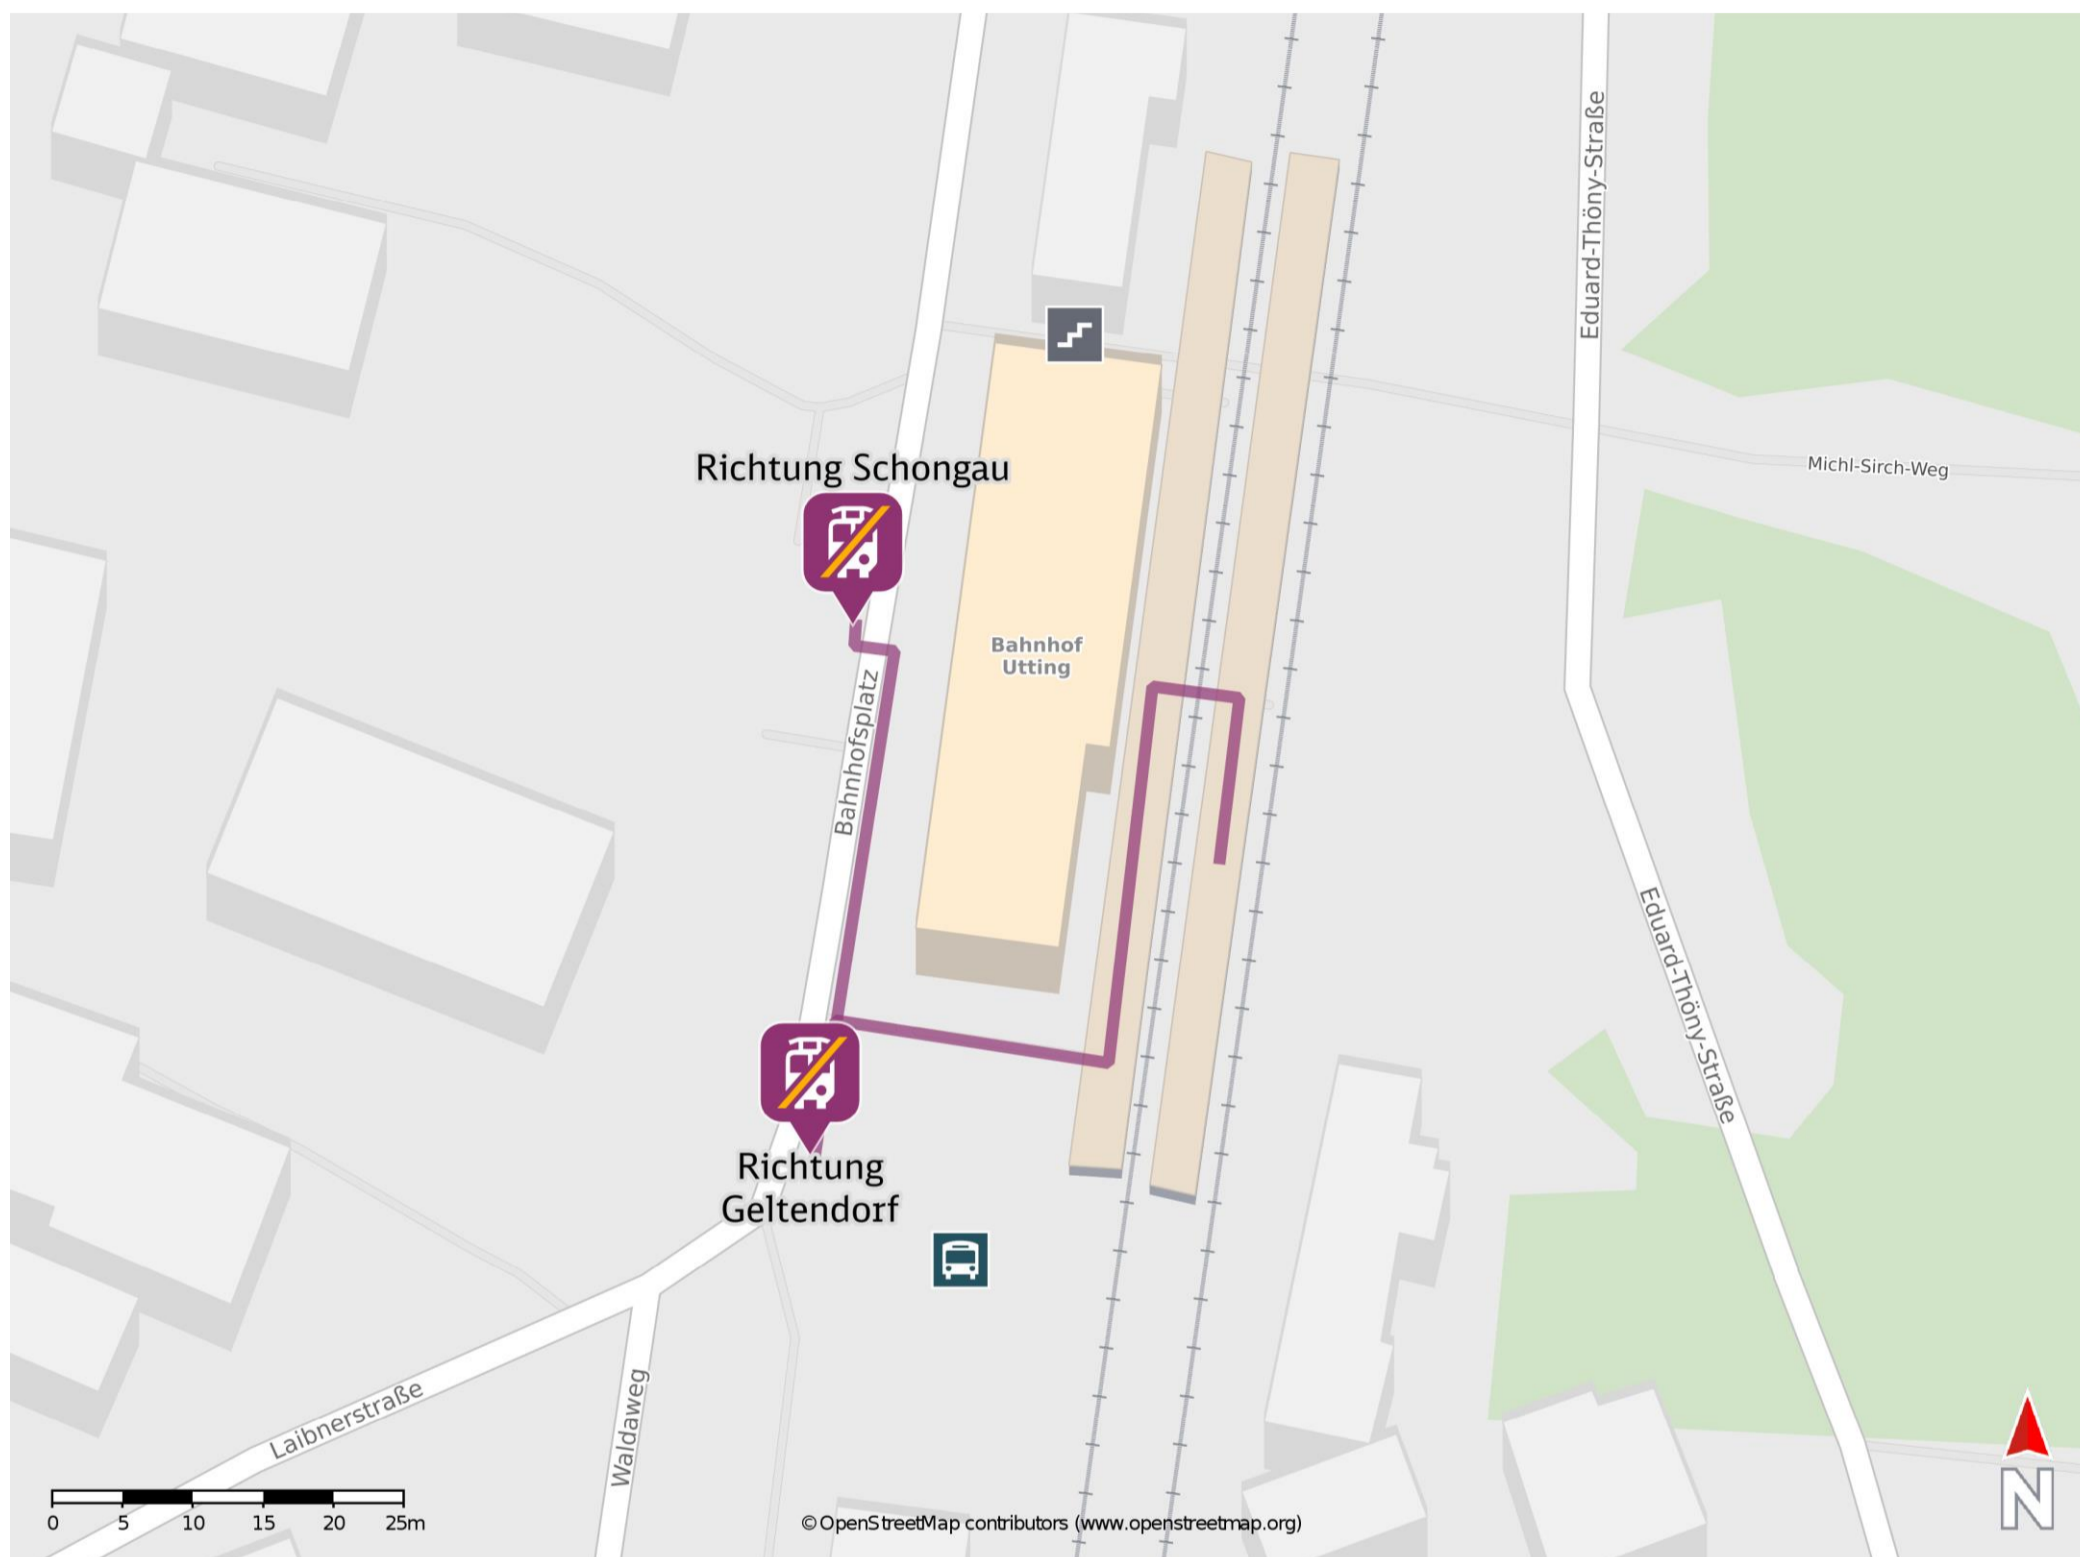 Eduard-Thöny-Straße
Richtung Schongau
Michl-Sirch-Weg
Bahnhof
Utting
Bahnhofsplatz
Eduard-Thöny-Straße
Richtung
Geltendorf
Laibnerstraße
Waldaweg
0 5 10 15 20 25m
© OpenStreetMap contributors (www.openstreetmap.org)
N